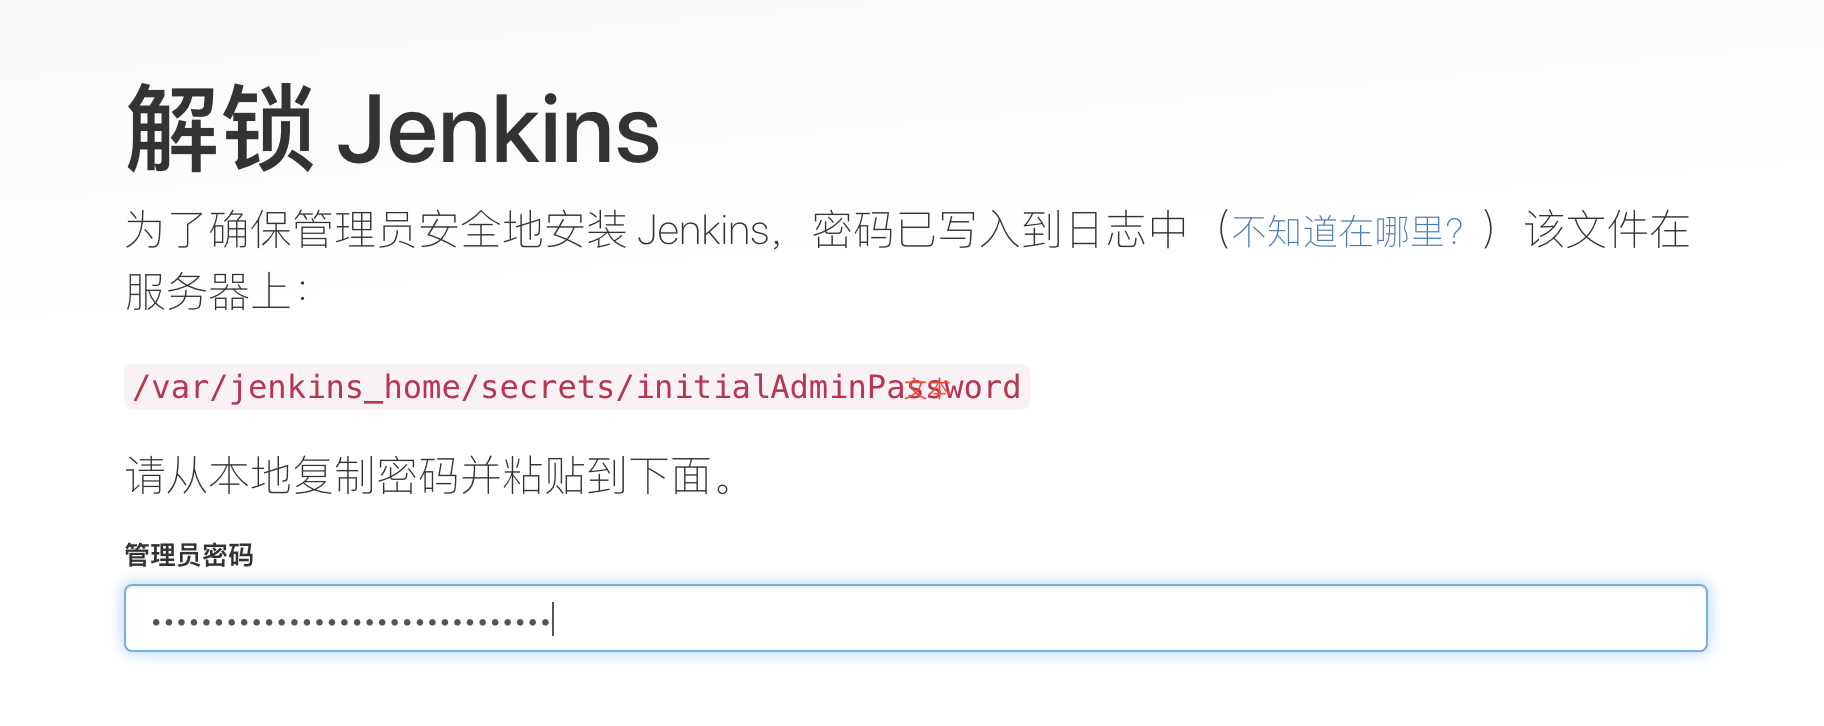 解锁 Jenkins
为了确保管理员安全地安装 Jenkins，密码已写入到日志中（不知道在哪里？）该文件在
服务器上：
/var/jenkins_home/secrets/initialAdminPassword
文本
请从本地复制密码并粘贴到下面。
管理员密码
••••••••••••••••••••••••••••••••